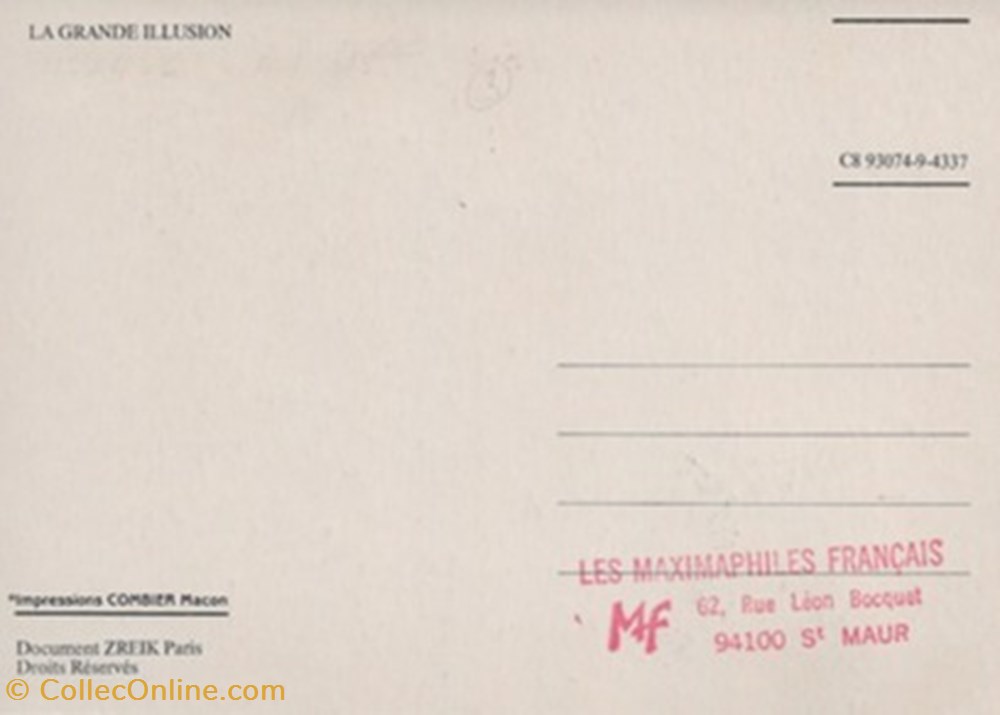 LA GRANDE ILLUSION
C8 93074-9-4337
LES MAXIMAPHILES FRANÇAIS
Mf
62, Rue Léon Bocquet
94100 St MAUR
"Impressions COMBIER Macon
Document ZREIK Paris
Droits Réservés
© CollecOnline.com